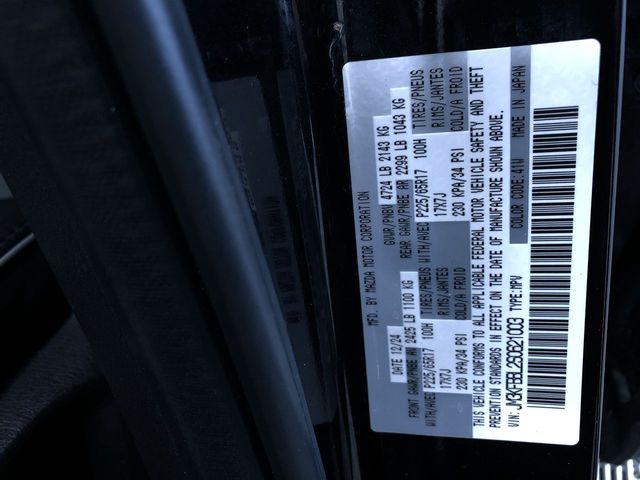 MFD. BY MAZDA MOTOR CORPORATION
DATE 12/24
GVWR/PNBV 4724 LB 2143 KG
FRONT GAWR/PNBE AV 2425 LB 1100 KG
REAR GAWR/PNBE AR 2299 LB 1043 KG
WITH/AVEC P225/65R17 100H TIRES/PNEUS
WITH/AVEC P225/65R17 100H TIRES/PNEUS
17X7J RIMS/JANTES
17X7J RIMS/JANTES
230 KPA/34 PSI COLD/A FROID
230 KPA/34 PSI COLD/A FROID
THIS VEHICLE CONFORMS TO ALL APPLICABLE FEDERAL MOTOR VEHICLE SAFETY AND THEFT
PREVENTION STANDARDS IN EFFECT ON THE DATE OF MANUFACTURE SHOWN ABOVE.
VIN: JM3KFBBL2S0621003 TYPE:MPV
COLOR CODE:41W MADE IN JAPAN